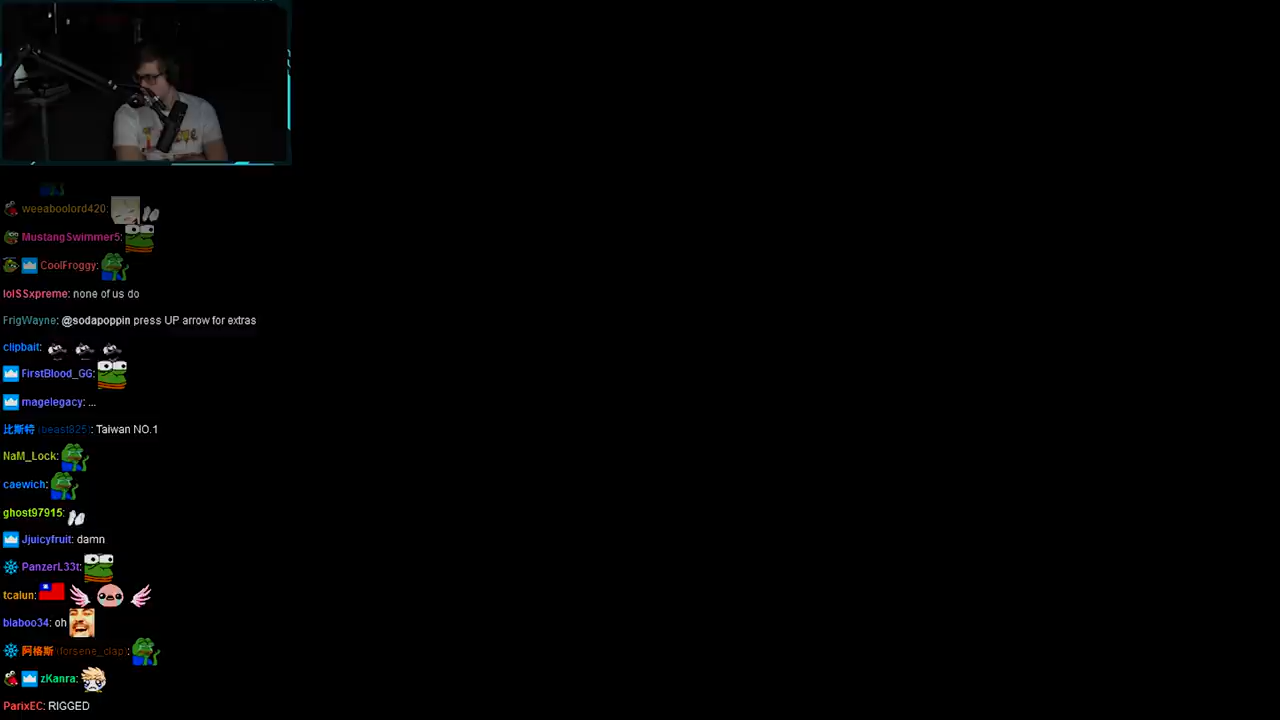 weeaboolord420:
MustangSwimmer5:
CoolFroggy:
lolSSxpreme: none of us do
FrigWayne: @sodapoppin press UP arrow for extras
clipbait:
FirstBlood_GG:
magelegacy: ...
比斯特 (beast825): Taiwan NO.1
NaM_Lock:
caewich:
ghost97915:
Jjuicyfruit: damn
PanzerL33t:
tcalun:
biaboo34: oh
阿格斯 (forsene_clap):
zKanra:
ParixEC: RIGGED